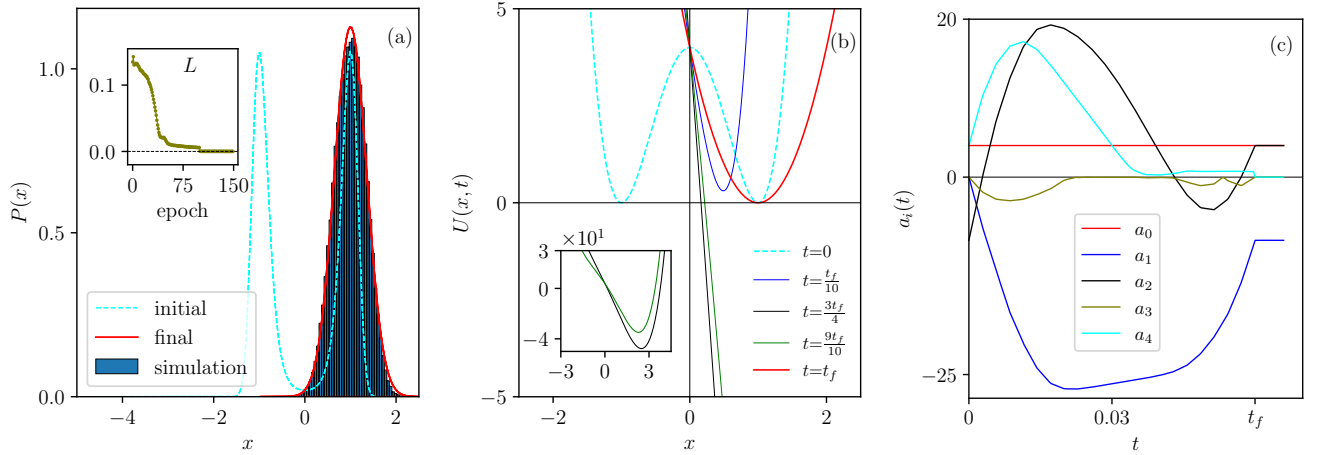 (a)
P(x)
1.0
0.5
0.0
L
0.1
0.0
0
75
150
epoch
initial
final
simulation
−4
−2
0
2
x
(b)
U(x, t)
5
0
−5
×10¹
3
0
−4
−3
0
3
t=0
t=t_f/10
t=3t_f/4
t=9t_f/10
t=t_f
−2
0
2
x
(c)
a_i(t)
20
0
−25
a_0
a_1
a_2
a_3
a_4
0
0.03
t_f
t